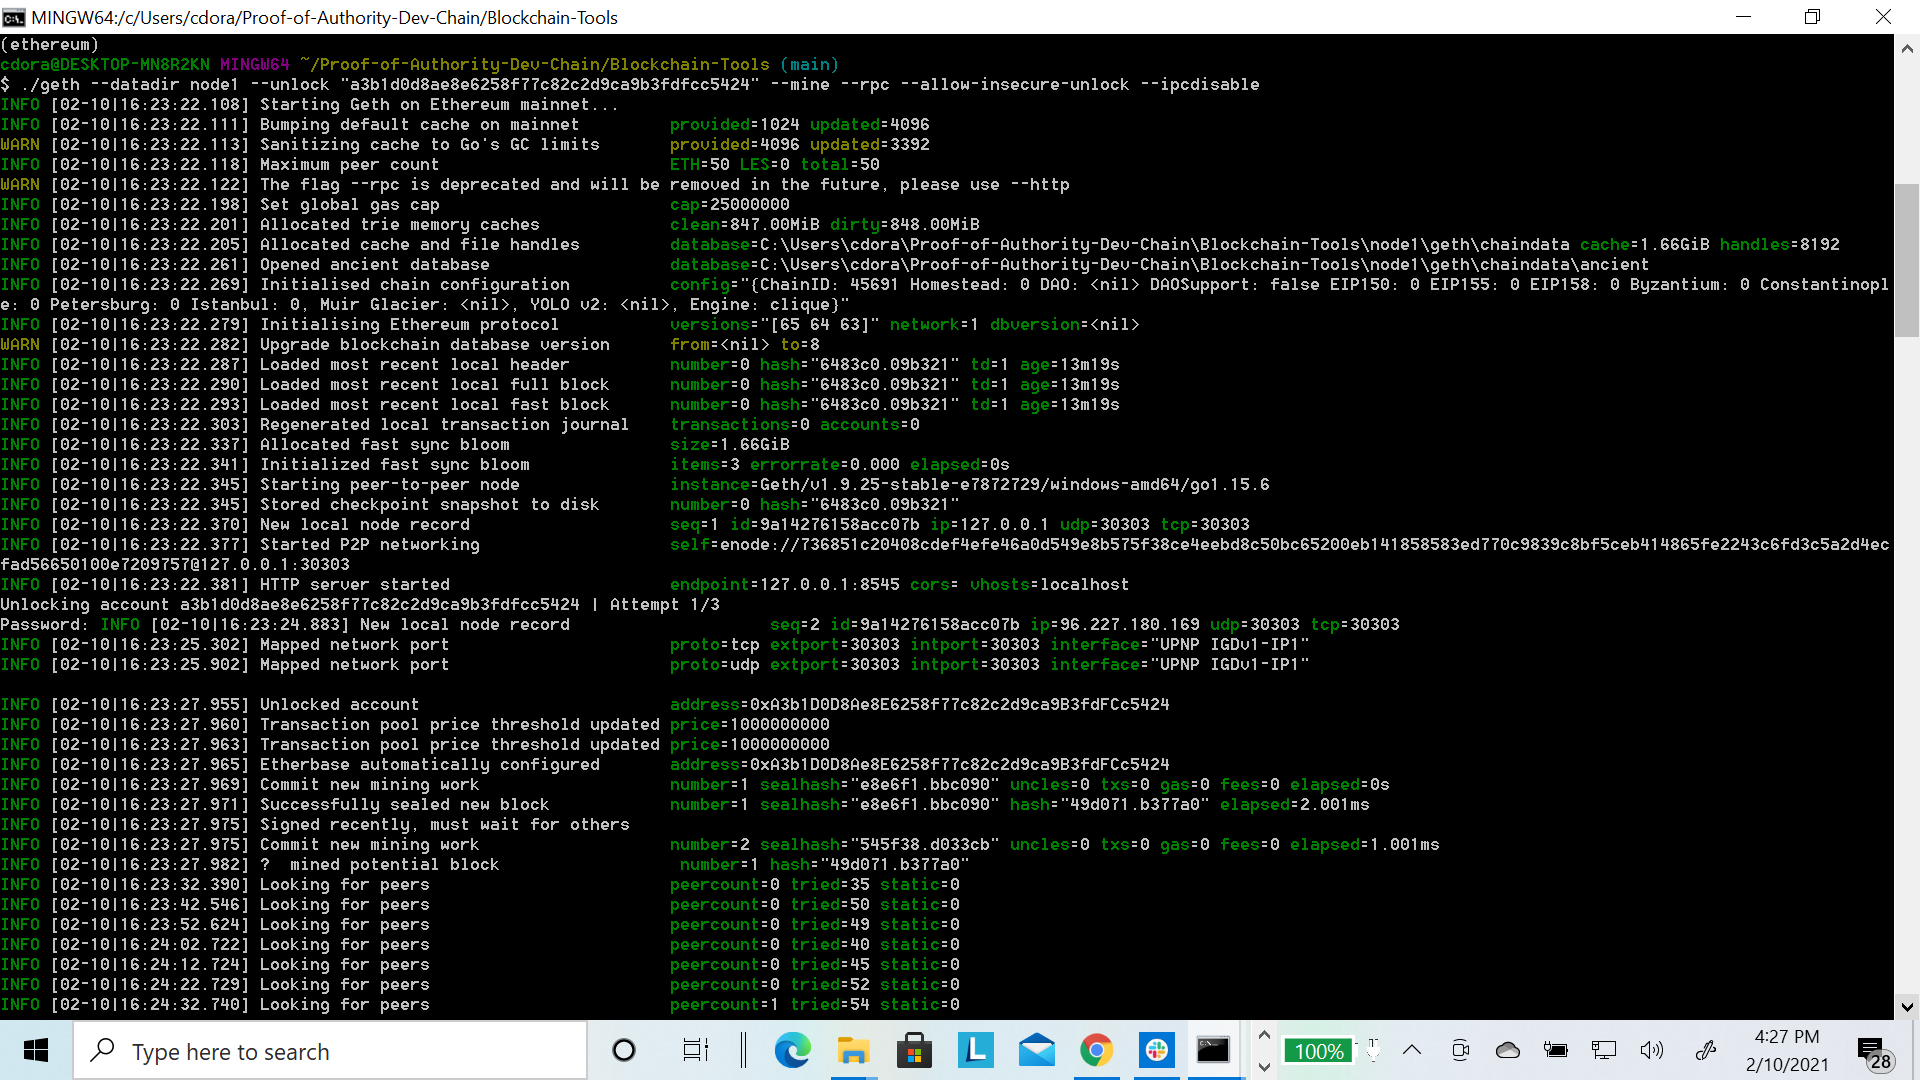 MINGW64:/c/Users/cdora/Proof-of-Authority-Dev-Chain/Blockchain-Tools
(ethereum)
cdora@DESKTOP-MN8R2KN MINGW64 ~/Proof-of-Authority-Dev-Chain/Blockchain-Tools (main)
$ ./geth --datadir node1 --unlock "a3b1d0d8ae8e6258f77c82c2d9ca9b3fdfcc5424" --mine --rpc --allow-insecure-unlock --ipcdisable
INFO [02-10|16:23:22.108] Starting Geth on Ethereum mainnet...
INFO [02-10|16:23:22.111] Bumping default cache on mainnet provided=1024 updated=4096
WARN [02-10|16:23:22.113] Sanitizing cache to Go's GC limits provided=4096 updated=3392
INFO [02-10|16:23:22.118] Maximum peer count ETH=50 LES=0 total=50
WARN [02-10|16:23:22.122] The flag --rpc is deprecated and will be removed in the future, please use --http
INFO [02-10|16:23:22.198] Set global gas cap cap=25000000
INFO [02-10|16:23:22.201] Allocated trie memory caches clean=847.00MiB dirty=848.00MiB
INFO [02-10|16:23:22.205] Allocated cache and file handles database=C:\Users\cdora\Proof-of-Authority-Dev-Chain\Blockchain-Tools\node1\geth\chaindata cache=1.66GiB handles=8192
INFO [02-10|16:23:22.261] Opened ancient database database=C:\Users\cdora\Proof-of-Authority-Dev-Chain\Blockchain-Tools\node1\geth\chaindata\ancient
INFO [02-10|16:23:22.269] Initialised chain configuration config="{ChainID: 45691 Homestead: 0 DAO: <nil> DAOSupport: false EIP150: 0 EIP155: 0 EIP158: 0 Byzantium: 0 Constantinopl
e: 0 Petersburg: 0 Istanbul: 0, Muir Glacier: <nil>, YOLO v2: <nil>, Engine: clique}"
INFO [02-10|16:23:22.279] Initialising Ethereum protocol versions="[65 64 63]" network=1 dbversion=<nil>
WARN [02-10|16:23:22.282] Upgrade blockchain database version from=<nil> to=8
INFO [02-10|16:23:22.287] Loaded most recent local header number=0 hash="6483c0.09b321" td=1 age=13m19s
INFO [02-10|16:23:22.290] Loaded most recent local full block number=0 hash="6483c0.09b321" td=1 age=13m19s
INFO [02-10|16:23:22.293] Loaded most recent local fast block number=0 hash="6483c0.09b321" td=1 age=13m19s
INFO [02-10|16:23:22.303] Regenerated local transaction journal transactions=0 accounts=0
INFO [02-10|16:23:22.337] Allocated fast sync bloom size=1.66GiB
INFO [02-10|16:23:22.341] Initialized fast sync bloom items=3 errorrate=0.000 elapsed=0s
INFO [02-10|16:23:22.345] Starting peer-to-peer node instance=Geth/v1.9.25-stable-e7872729/windows-amd64/go1.15.6
INFO [02-10|16:23:22.345] Stored checkpoint snapshot to disk number=0 hash="6483c0.09b321"
INFO [02-10|16:23:22.370] New local node record seq=1 id=9a14276158acc07b ip=127.0.0.1 udp=30303 tcp=30303
INFO [02-10|16:23:22.377] Started P2P networking self=enode://736851c20408cdef4efe46a0d549e8b575f38ce4eebd8c50bc65200eb141858583ed770c9839c8bf5ceb414865fe2243c6fd3c5a2d4ec
fad56650100e7209757@127.0.0.1:30303
INFO [02-10|16:23:22.381] HTTP server started endpoint=127.0.0.1:8545 cors= vhosts=localhost
Unlocking account a3b1d0d8ae8e6258f77c82c2d9ca9b3fdfcc5424 | Attempt 1/3
Password: INFO [02-10|16:23:24.883] New local node record seq=2 id=9a14276158acc07b ip=96.227.180.169 udp=30303 tcp=30303
INFO [02-10|16:23:25.302] Mapped network port proto=tcp extport=30303 intport=30303 interface="UPNP IGDv1-IP1"
INFO [02-10|16:23:25.902] Mapped network port proto=udp extport=30303 intport=30303 interface="UPNP IGDv1-IP1"
INFO [02-10|16:23:27.955] Unlocked account address=0xA3b1D0D8Ae8E6258f77c82c2d9ca9B3fdFCc5424
INFO [02-10|16:23:27.960] Transaction pool price threshold updated price=1000000000
INFO [02-10|16:23:27.963] Transaction pool price threshold updated price=1000000000
INFO [02-10|16:23:27.965] Etherbase automatically configured address=0xA3b1D0D8Ae8E6258f77c82c2d9ca9B3fdFCc5424
INFO [02-10|16:23:27.969] Commit new mining work number=1 sealhash="e8e6f1.bbc090" uncles=0 txs=0 gas=0 fees=0 elapsed=0s
INFO [02-10|16:23:27.971] Successfully sealed new block number=1 sealhash="e8e6f1.bbc090" hash="49d071.b377a0" elapsed=2.001ms
INFO [02-10|16:23:27.975] Signed recently, must wait for others
INFO [02-10|16:23:27.975] Commit new mining work number=2 sealhash="545f38.d033cb" uncles=0 txs=0 gas=0 fees=0 elapsed=1.001ms
INFO [02-10|16:23:27.982] ? mined potential block number=1 hash="49d071.b377a0"
INFO [02-10|16:23:32.390] Looking for peers peercount=0 tried=35 static=0
INFO [02-10|16:23:42.546] Looking for peers peercount=0 tried=50 static=0
INFO [02-10|16:23:52.624] Looking for peers peercount=0 tried=49 static=0
INFO [02-10|16:24:02.722] Looking for peers peercount=0 tried=40 static=0
INFO [02-10|16:24:12.724] Looking for peers peercount=0 tried=45 static=0
INFO [02-10|16:24:22.729] Looking for peers peercount=0 tried=52 static=0
INFO [02-10|16:24:32.740] Looking for peers peercount=1 tried=54 static=0
Type here to search
L
100%
4:27 PM
2/10/2021
28